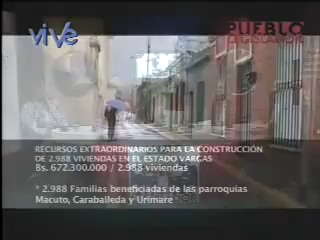 vive
PUEBLO
LEGISLADOR
RECURSOS EXTRAORDINARIOS PARA LA CONSTRUCCIÓN
DE 2.988 VIVIENDAS EN EL ESTADO VARGAS
Bs. 672.300.000 / 2.988 viviendas
* 2.988 Familias beneficiadas de las parroquias
Macuto, Caraballeda y Urimare